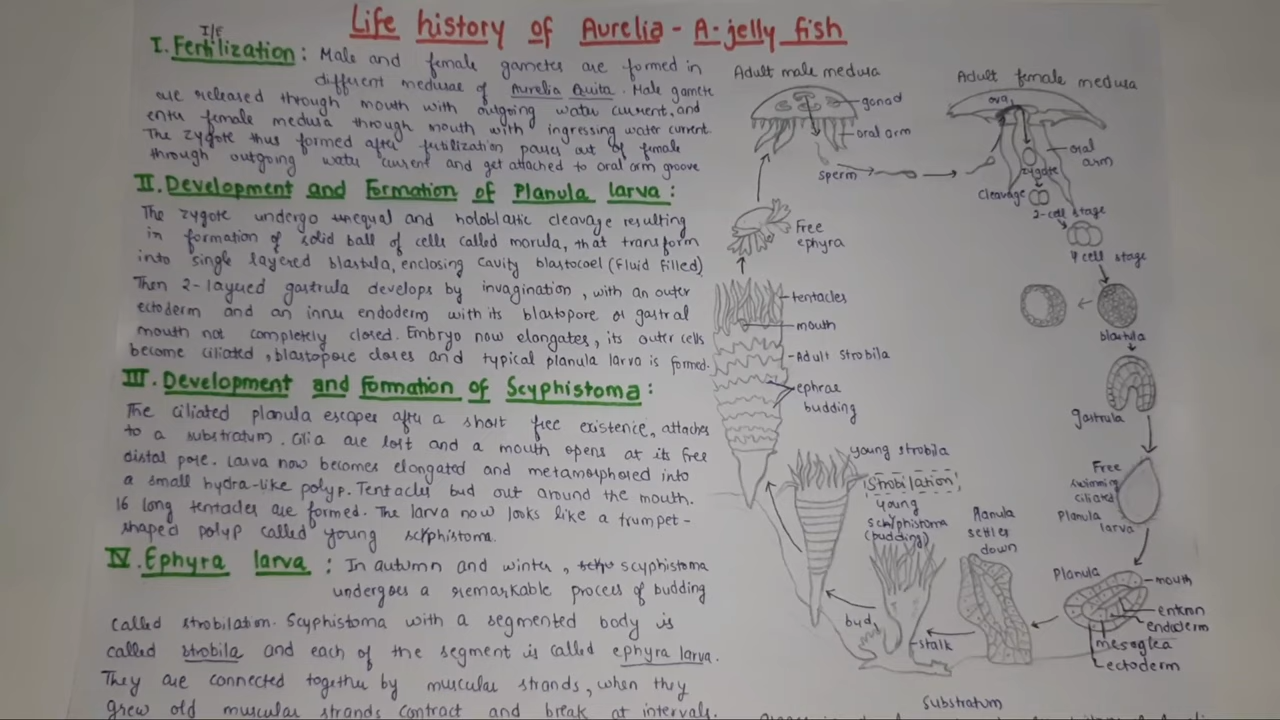 Life history of Aurelia - A-jelly fish
I/E
I. Fertilization : Male and female gametes are formed in
different medusae of Aurelia Aurita. Male gamete
are released through mouth with outgoing water current, and
enter female medusa through mouth with ingressing water current.
The zygote thus formed after fertilization passes out of female
through outgoing water current and get attached to oral arm groove
II. Development and Formation of Planula larva :
The zygote undergo unequal and holoblatic cleavage resulting
in formation of solid ball of cells called morula, that transform
into single layered blastula, enclosing cavity blastocoel (fluid filled)
Then 2-layered gastrula develops by invagination, with an outer
ectoderm and an inner endoderm with its blastopore or gastral
mouth not completely closed. Embryo now elongates, its outer cells
become ciliated, blastopore closes and typical planula larva is formed.
III. Development and Formation of Scyphistoma :
The ciliated planula escapes after a short free existence, attaches
to a substratum. Cilia are lost and a mouth opens at its free
distal pole. Larva now becomes elongated and metamorphosed into
a small hydra-like polyp. Tentacles bud out around the mouth.
16 long tentacles are formed. The larva now looks like a trumpet-
shaped polyp called young scyphistoma.
IV. Ephyra larva : In autumn and winter, scyphistoma
undergoes a remarkable process of budding
called strobilation. Scyphistoma with a segmented body is
called strobila and each of the segment is called ephyra larva.
They are connected together by muscular strands, when they
grew old muscular strands contract and break at intervals.
Adult male medusa
gonad
oral arm
sperm
Adult female medusa
ova
oral
arm
zygote
Cleavage
2-cell stage
4 cell stage
blastula
gastrula
Free
swimming
ciliated
Planula
larva
Planula
mouth
entron
endoderm
mesoglea
ectoderm
Planula
settler
down
young strobila
Strobilation
young
scyphistoma
(budding)
bud
stalk
Substratum
Free
ephyra
tentacles
mouth
Adult strobila
ephrae
budding